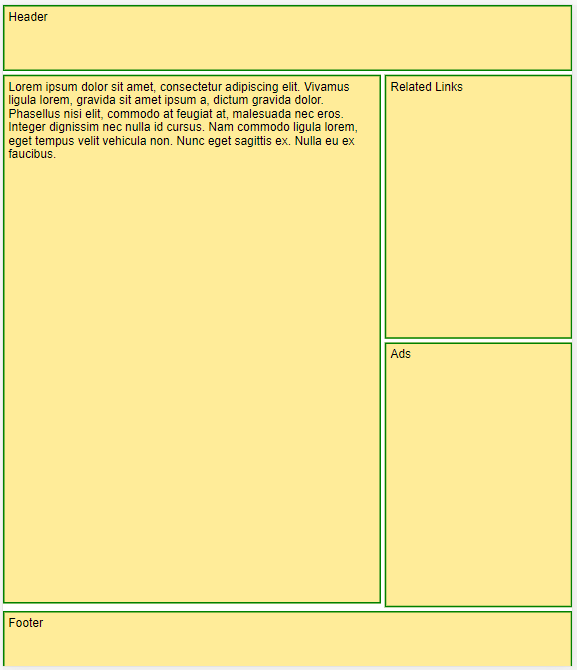 Header
Lorem ipsum dolor sit amet, consectetur adipiscing elit. Vivamus
ligula lorem, gravida sit amet ipsum a, dictum gravida dolor.
Phasellus nisi elit, commodo at feugiat at, malesuada nec eros.
Integer dignissim nec nulla id cursus. Nam commodo ligula lorem,
eget tempus velit vehicula non. Nunc eget sagittis ex. Nulla eu ex
faucibus.
Related Links
Ads
Footer